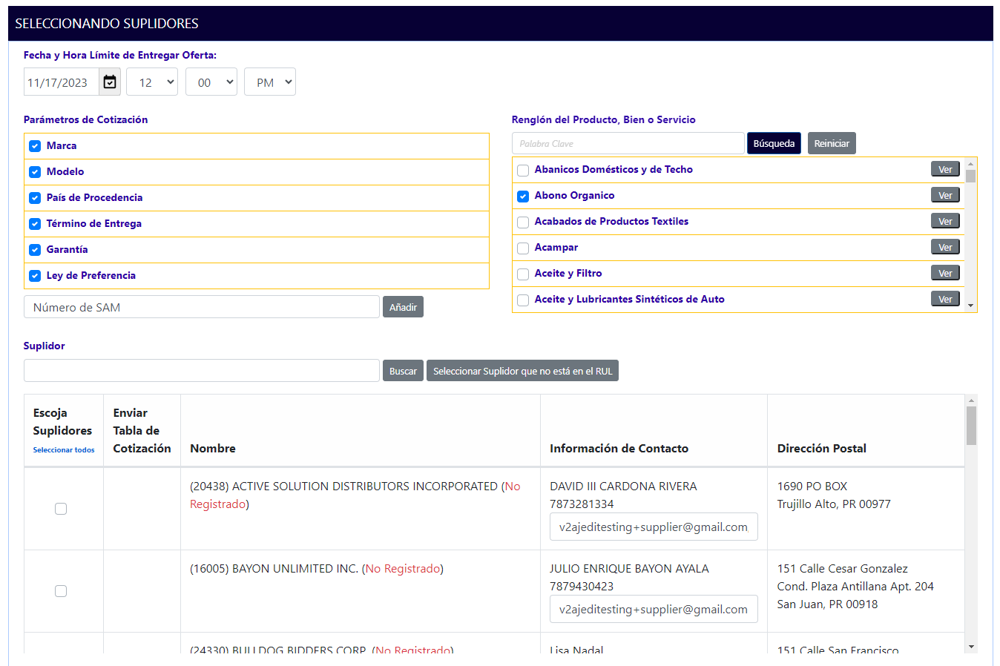 SELECCIONANDO SUPLIDORES
Fecha y Hora Límite de Entregar Oferta:
11/17/2023 12 00 PM
Parámetros de Cotización
Marca
Modelo
País de Procedencia
Término de Entrega
Garantía
Ley de Preferencia
Número de SAM Añadir
Renglón del Producto, Bien o Servicio
Palabra Clave Búsqueda Reiniciar
Abanicos Domésticos y de Techo Ver
Abono Organico Ver
Acabados de Productos Textiles Ver
Acampar Ver
Aceite y Filtro Ver
Aceite y Lubricantes Sintéticos de Auto Ver
Suplidor
Buscar Seleccionar Suplidor que no está en el RUL
Escoja
Suplidores
Seleccionar todos
Enviar
Tabla de
Cotización
Nombre
Información de Contacto
Dirección Postal
(20438) ACTIVE SOLUTION DISTRIBUTORS INCORPORATED (No
Registrado)
DAVID III CARDONA RIVERA
7873281334
v2ajeditesting+supplier@gmail.com,
1690 PO BOX
Trujillo Alto, PR 00977
(16005) BAYON UNLIMITED INC. (No Registrado)
JULIO ENRIQUE BAYON AYALA
7879430423
v2ajeditesting+supplier@gmail.com
151 Calle Cesar Gonzalez
Cond. Plaza Antillana Apt. 204
San Juan, PR 00918
(24330) BULLDOG BIDDERS CORP. (No Registrado)
Lisa Nadal
151 Calle San Francisco